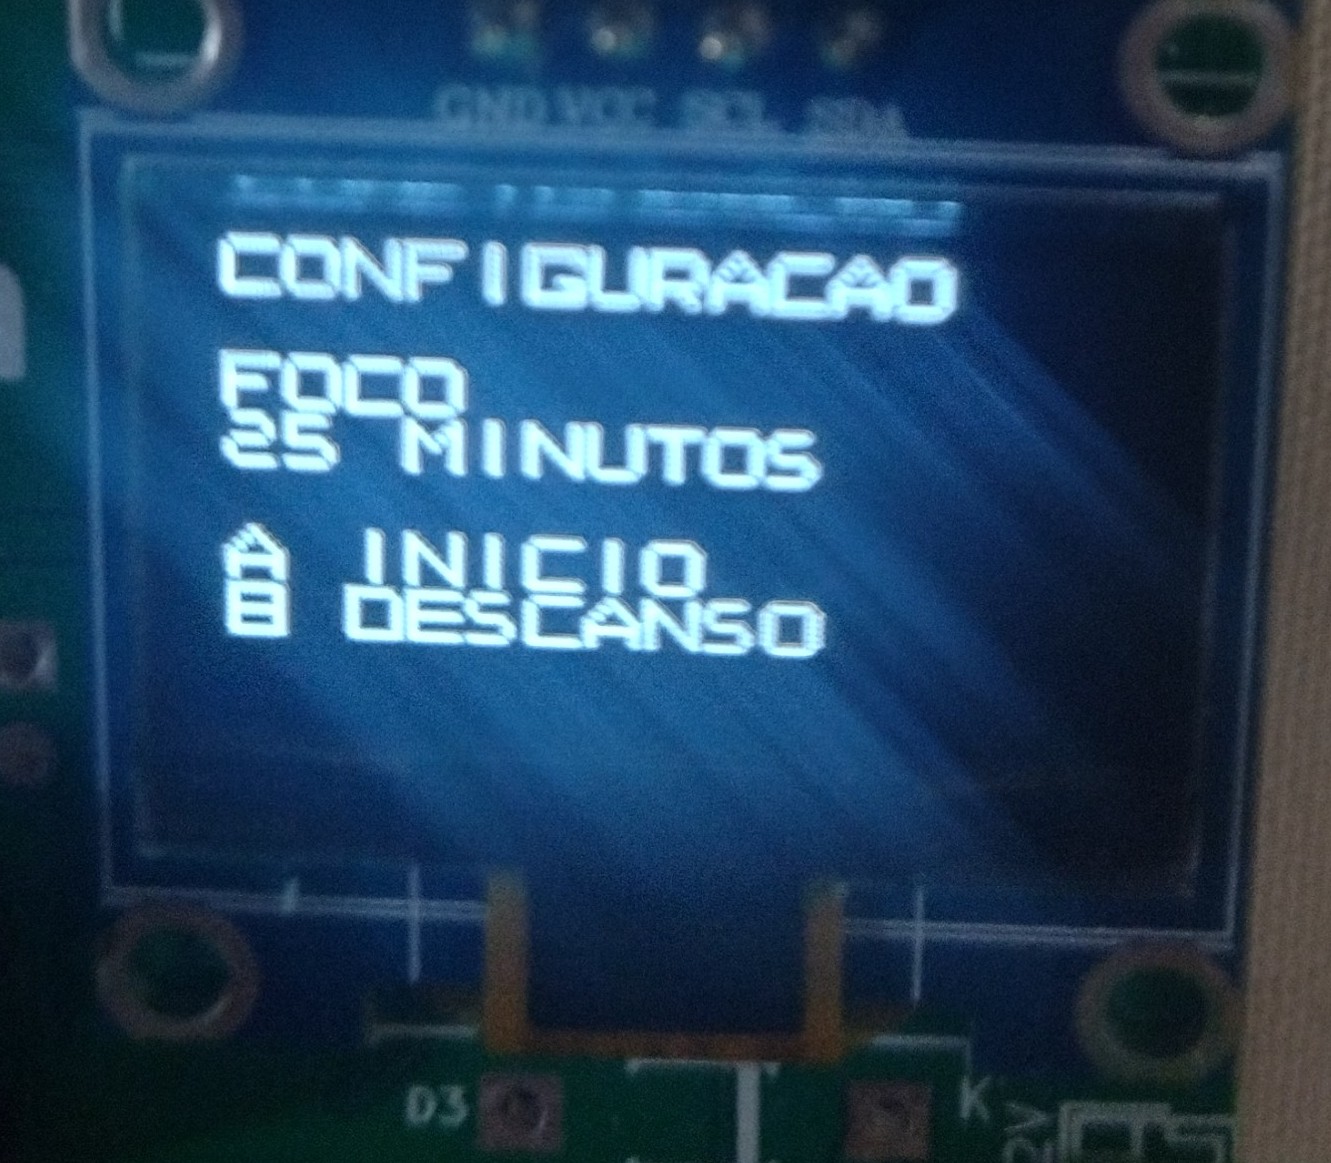 GND VCC SCL SDA
CONFIGURACAO
FOCO
25 MINUTOS
A INICIO
B DESCANSO
D3
K